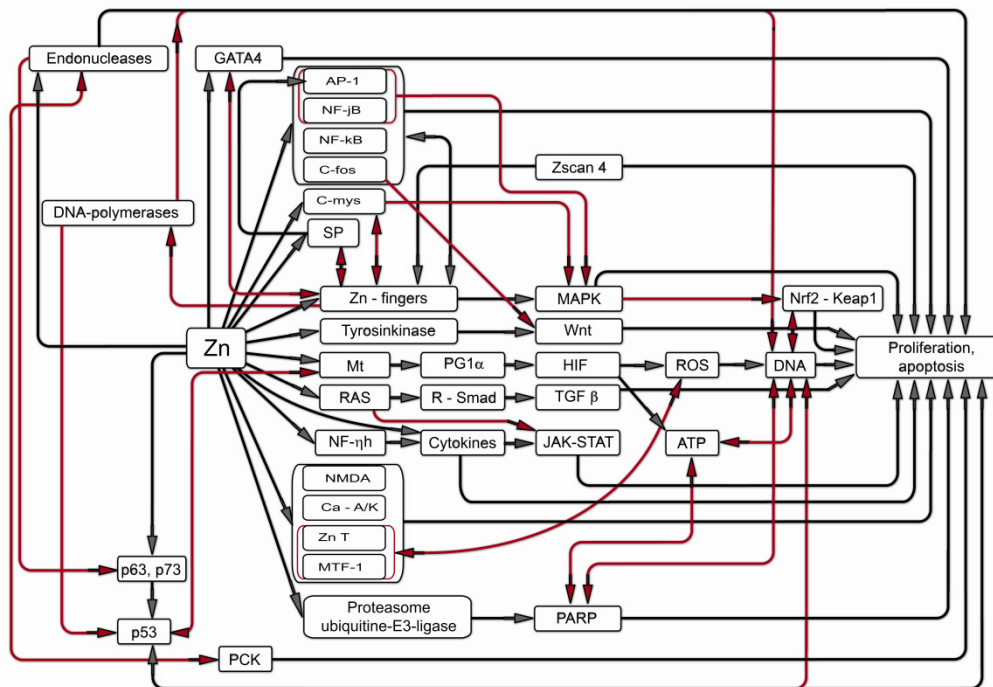 Endonucleases
GATA4
AP-1
NF-jB
NF-kB
C-fos
Zscan 4
DNA-polymerases
C-mys
SP
Zn - fingers
MAPK
Nrf2 - Keap1
Zn
Tyrosinkinase
Wnt
Proliferation,
apoptosis
Mt
PG1α
HIF
ROS
DNA
RAS
R - Smad
TGF β
NF-ηh
Cytokines
JAK-STAT
ATP
NMDA
Ca - A/K
Zn T
MTF-1
p63, p73
Proteasome
ubiquitine-E3-ligase
PARP
p53
PCK